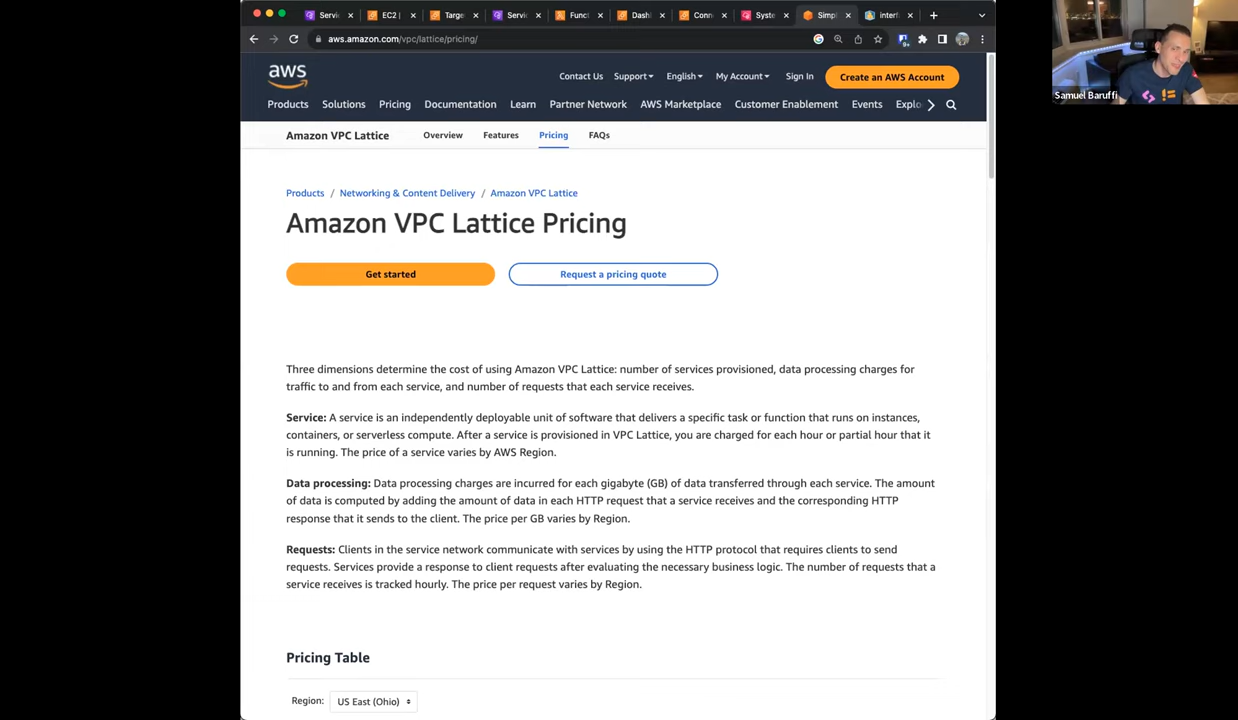 Servic
EC2 |
Targe
Servic
Funct
Dashl
Conne
Syste
Simpl
interf
aws.amazon.com/vpc/lattice/pricing/
Samuel Baruffi
aws
Contact Us Support English My Account Sign In Create an AWS Account
Products Solutions Pricing Documentation Learn Partner Network AWS Marketplace Customer Enablement Events Explo
Amazon VPC Lattice Overview Features Pricing FAQs
Products / Networking & Content Delivery / Amazon VPC Lattice
Amazon VPC Lattice Pricing
Get started Request a pricing quote
Three dimensions determine the cost of using Amazon VPC Lattice: number of services provisioned, data processing charges for
traffic to and from each service, and number of requests that each service receives.
Service: A service is an independently deployable unit of software that delivers a specific task or function that runs on instances,
containers, or serverless compute. After a service is provisioned in VPC Lattice, you are charged for each hour or partial hour that it
is running. The price of a service varies by AWS Region.
Data processing: Data processing charges are incurred for each gigabyte (GB) of data transferred through each service. The amount
of data is computed by adding the amount of data in each HTTP request that a service receives and the corresponding HTTP
response that it sends to the client. The price per GB varies by Region.
Requests: Clients in the service network communicate with services by using the HTTP protocol that requires clients to send
requests. Services provide a response to client requests after evaluating the necessary business logic. The number of requests that a
service receives is tracked hourly. The price per request varies by Region.
Pricing Table
Region: US East (Ohio)